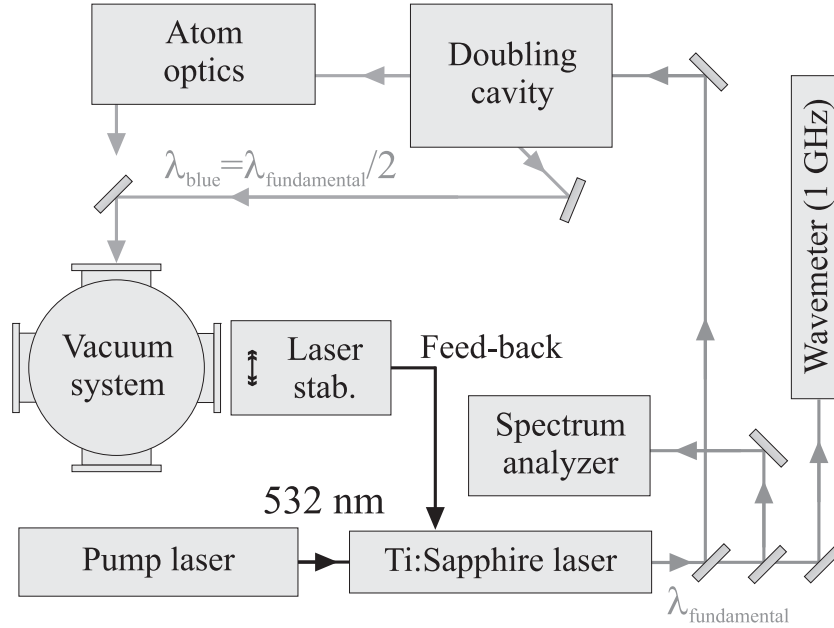 Atom
optics
Doubling
cavity
λblue=λfundamental/2
Wavemeter (1 GHz)
Vacuum
system
Laser
stab.
Feed-back
Spectrum
analyzer
532 nm
Pump laser
Ti:Sapphire laser
λfundamental